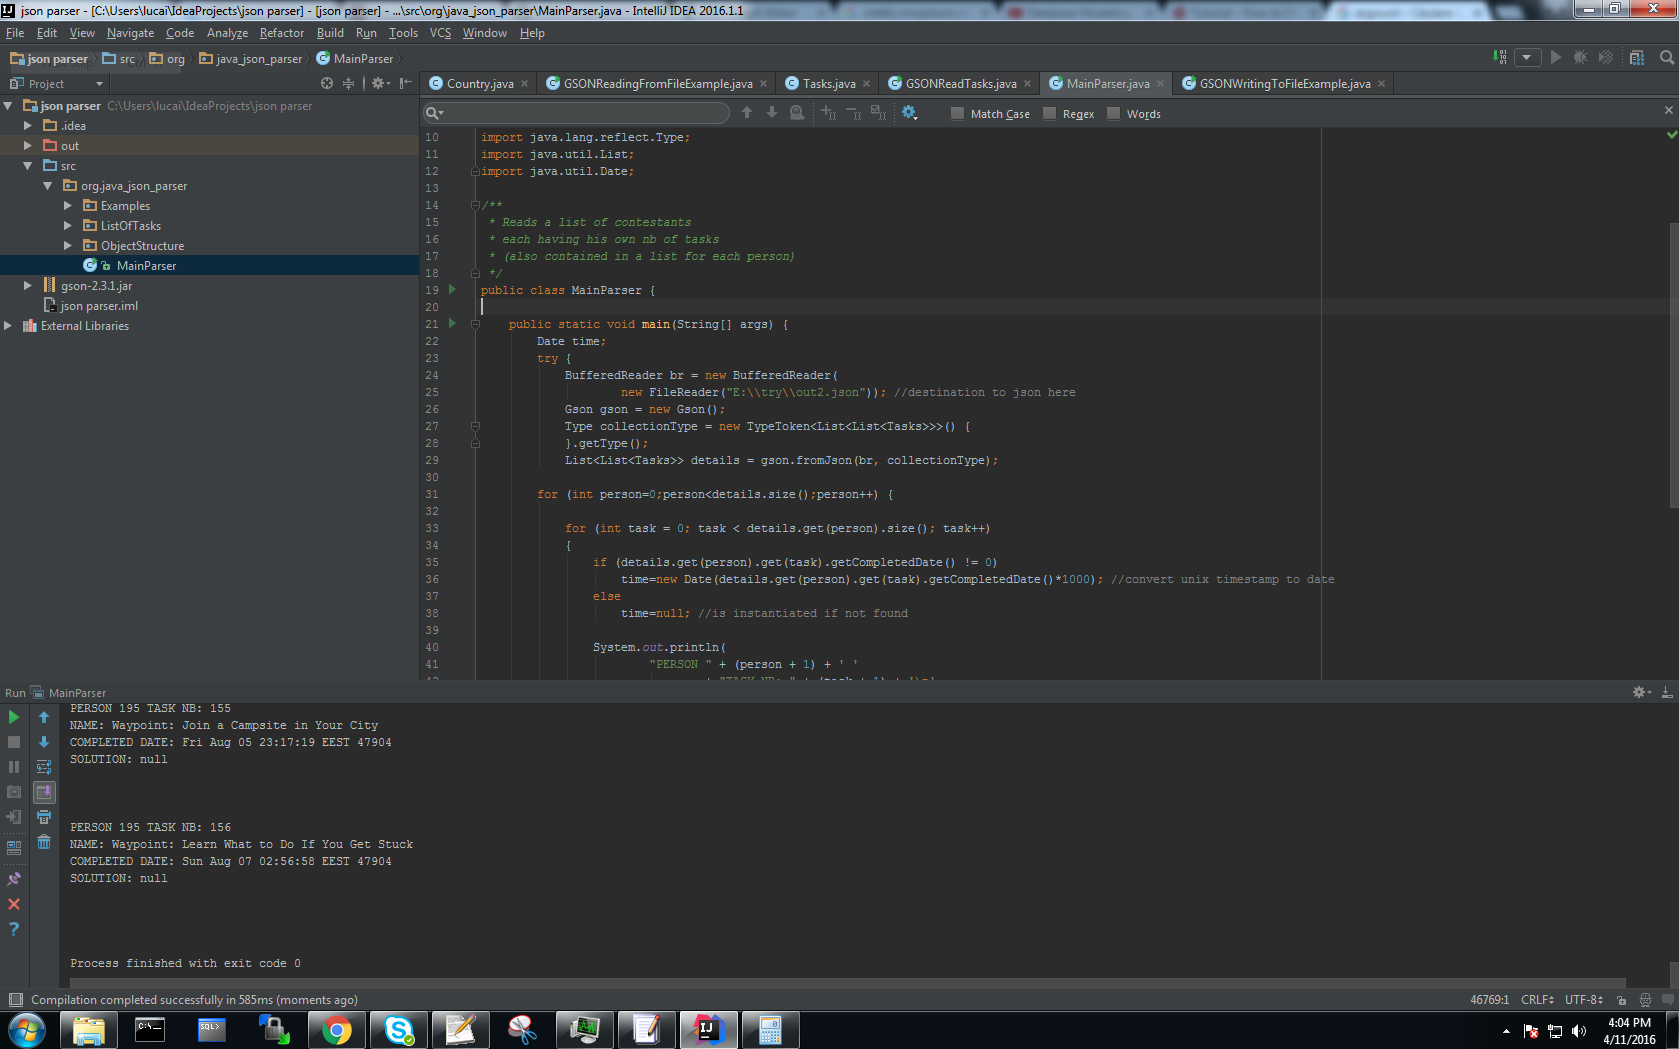 json parser - [C:\Users\lucai\IdeaProjects\json parser] - [json parser] - ...\src\org\java_json_parser\MainParser.java - IntelliJ IDEA 2016.1.1
File Edit View Navigate Code Analyze Refactor Build Run Tools VCS Window Help
json parser src org java_json_parser MainParser
Project
Country.java GSONReadingFromFileExample.java Tasks.java GSONReadTasks.java MainParser.java GSONWritingToFileExample.java
Match Case Regex Words
json parser C:\Users\lucai\IdeaProjects\json parser
.idea
out
src
org.java_json_parser
Examples
ListOfTasks
ObjectStructure
MainParser
gson-2.3.1.jar
json parser.iml
External Libraries
10 import java.lang.reflect.Type;
11 import java.util.List;
12 import java.util.Date;
13
14 /**
15 * Reads a list of contestants
16 * each having his own nb of tasks
17 * (also contained in a list for each person)
18 */
19 public class MainParser {
20
21 public static void main(String[] args) {
22 Date time;
23 try {
24 BufferedReader br = new BufferedReader(
25 new FileReader("E:\\try\\out2.json")); //destination to json here
26 Gson gson = new Gson();
27 Type collectionType = new TypeToken<List<List<Tasks>>>() {
28 }.getType();
29 List<List<Tasks>> details = gson.fromJson(br, collectionType);
30
31 for (int person=0;person<details.size();person++) {
32
33 for (int task = 0; task < details.get(person).size(); task++)
34 {
35 if (details.get(person).get(task).getCompletedDate() != 0)
36 time=new Date(details.get(person).get(task).getCompletedDate()*1000); //convert unix timestamp to date
37 else
38 time=null; //is instantiated if not found
39
40 System.out.println(
41 "PERSON " + (person + 1) + ' '
Run MainParser
PERSON 195 TASK NB: 155
NAME: Waypoint: Join a Campsite in Your City
COMPLETED DATE: Fri Aug 05 23:17:19 EEST 47904
SOLUTION: null
PERSON 195 TASK NB: 156
NAME: Waypoint: Learn What to Do If You Get Stuck
COMPLETED DATE: Sun Aug 07 02:56:58 EEST 47904
SOLUTION: null
Process finished with exit code 0
Compilation completed successfully in 585ms (moments ago)
46769:1 CRLF UTF-8
4:04 PM
4/11/2016